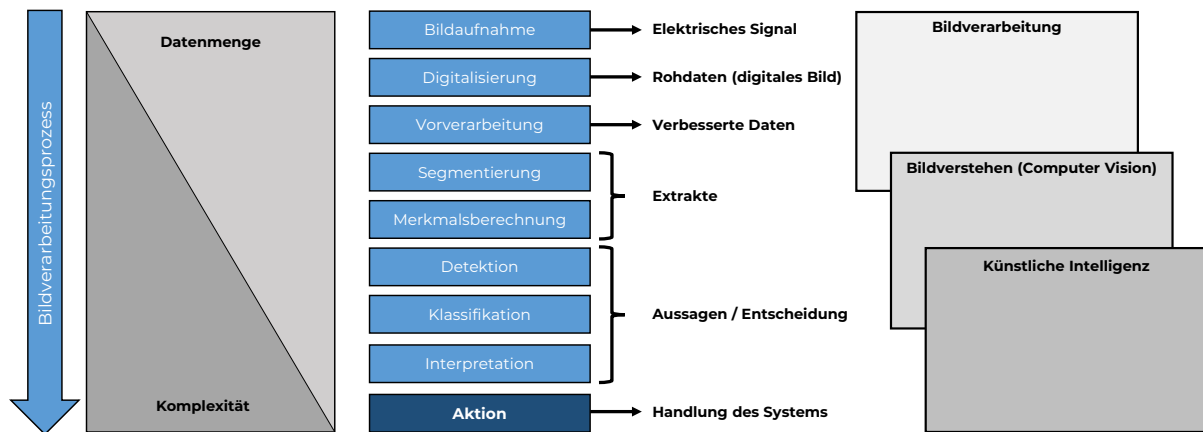 Bildverarbeitungsprozess
Datenmenge
Komplexität
Bildaufnahme
Elektrisches Signal
Digitalisierung
Rohdaten (digitales Bild)
Vorverarbeitung
Verbesserte Daten
Segmentierung
Merkmalsberechnung
Extrakte
Detektion
Klassifikation
Interpretation
Aussagen / Entscheidung
Aktion
Handlung des Systems
Bildverarbeitung
Bildverstehen (Computer Vision)
Künstliche Intelligenz